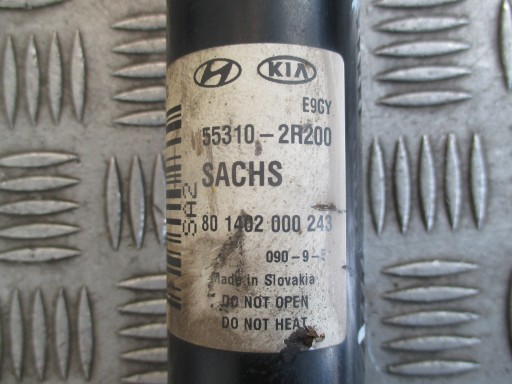 KIA
E9GY
55310-2R200
SACHS
SA2
80 1402 000 243
090-9-5
Made in Slovakia
DO NOT OPEN
DO NOT HEAT